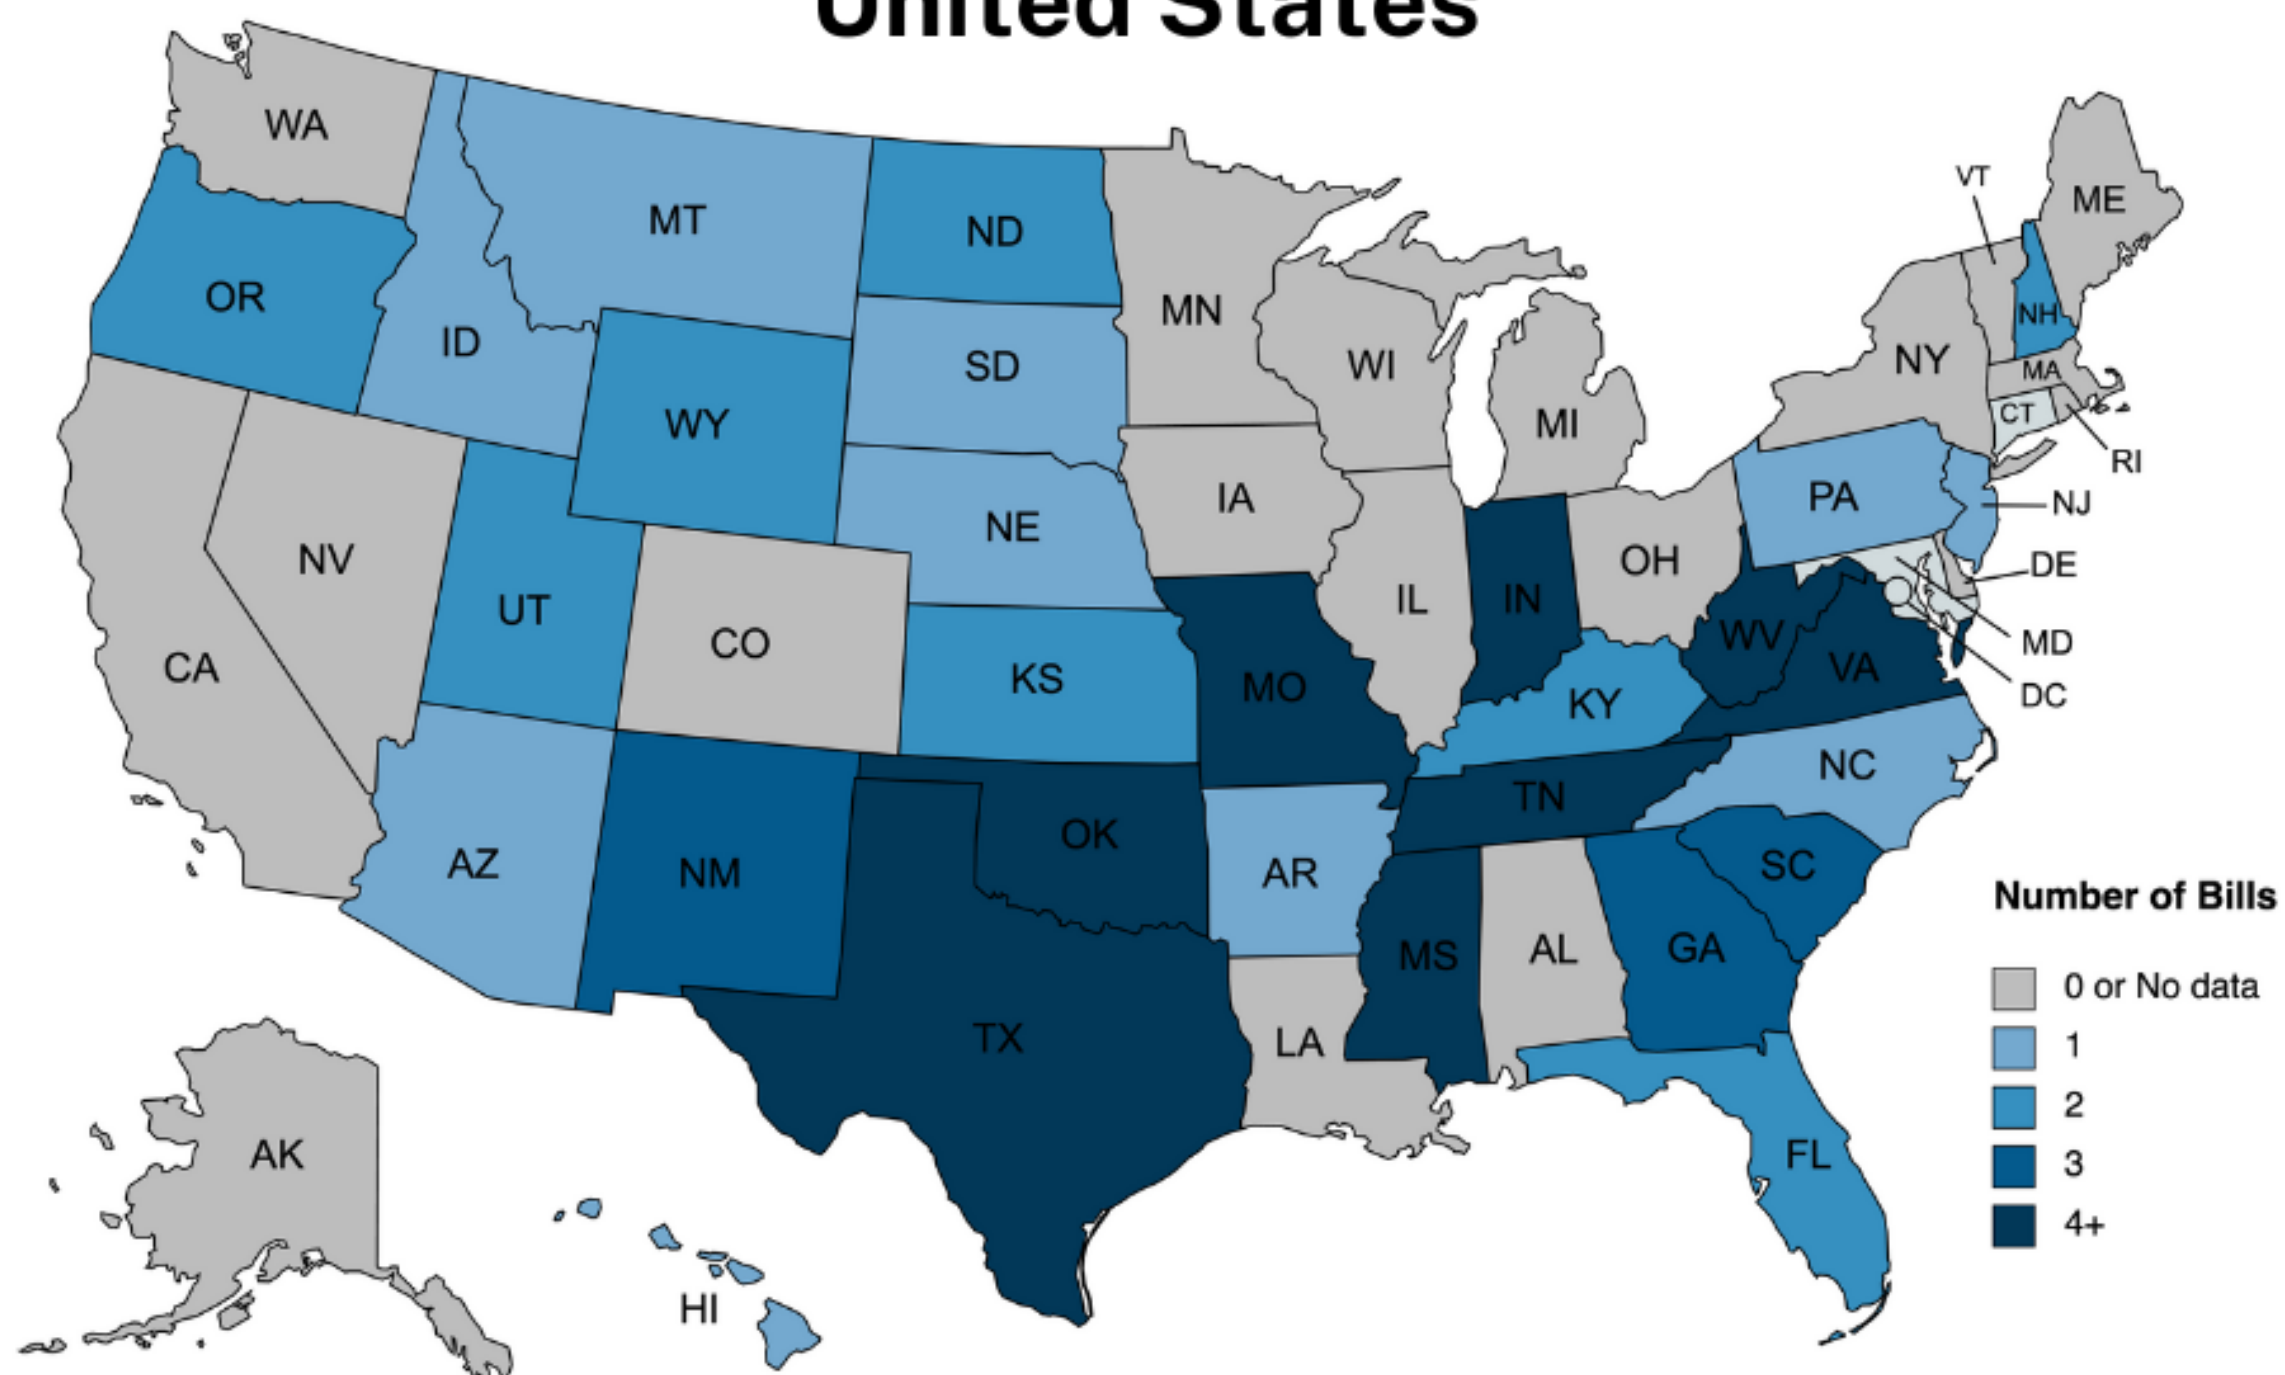 United States
WA
MT
ND
MN
VT
ME
OR
ID
SD
WI
NH
NY
MA
CT
WY
MI
RI
IA
PA
NJ
NE
NV
OH
DE
UT
IL
IN
CO
WV
MD
CA
KS
MO
VA
KY
DC
NC
TN
OK
AZ
NM
AR
SC
MS
AL
GA
TX
LA
AK
FL
HI
Number of Bills
0 or No data
1
2
3
4+